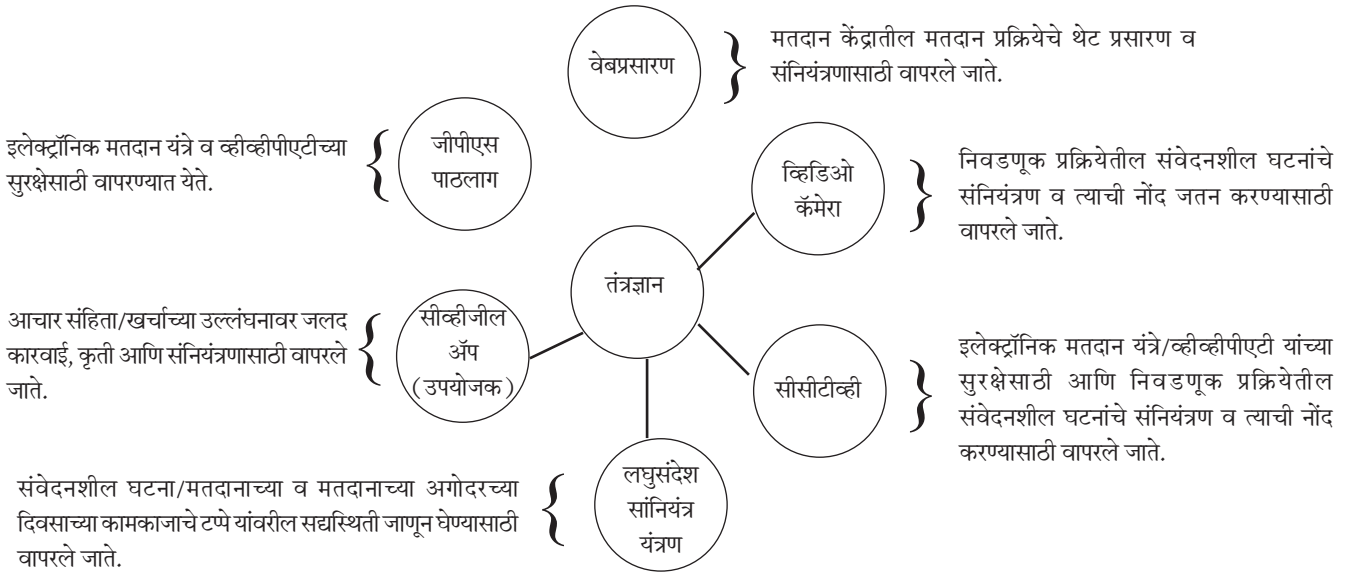 वेबप्रसारण
मतदान केंद्रातील मतदान प्रक्रियेचे थेट प्रसारण व
संनियंत्रणासाठी वापरले जाते.
इलेक्ट्रॉनिक मतदान यंत्रे व व्हीव्हीपीएटीच्या
सुरक्षेसाठी वापरण्यात येते.
जीपीएस
पाठलाग
व्हिडिओ
कॅमेरा
निवडणूक प्रक्रियेतील संवेदनशील घटनांचे
संनियंत्रण व त्याची नोंद जतन करण्यासाठी
वापरले जाते.
तंत्रज्ञान
आचार संहिता/खर्चाच्या उल्लंघनावर जलद
कारवाई, कृती आणि संनियंत्रणासाठी वापरले
जाते.
सीव्हीजील
ॲप
(उपयोजक)
सीसीटीव्ही
इलेक्ट्रॉनिक मतदान यंत्रे/व्हीव्हीपीएटी यांच्या
सुरक्षेसाठी आणि निवडणूक प्रक्रियेतील
संवेदनशील घटनांचे संनियंत्रण व त्याची नोंद
करण्यासाठी वापरले जाते.
संवेदनशील घटना/मतदानाच्या व मतदानाच्या अगोदरच्या
दिवसाच्या कामकाजाचे टप्पे यांवरील सद्यस्थिती जाणून घेण्यासाठी
वापरले जाते.
लघुसंदेश
सांनियंत्र
यंत्रण